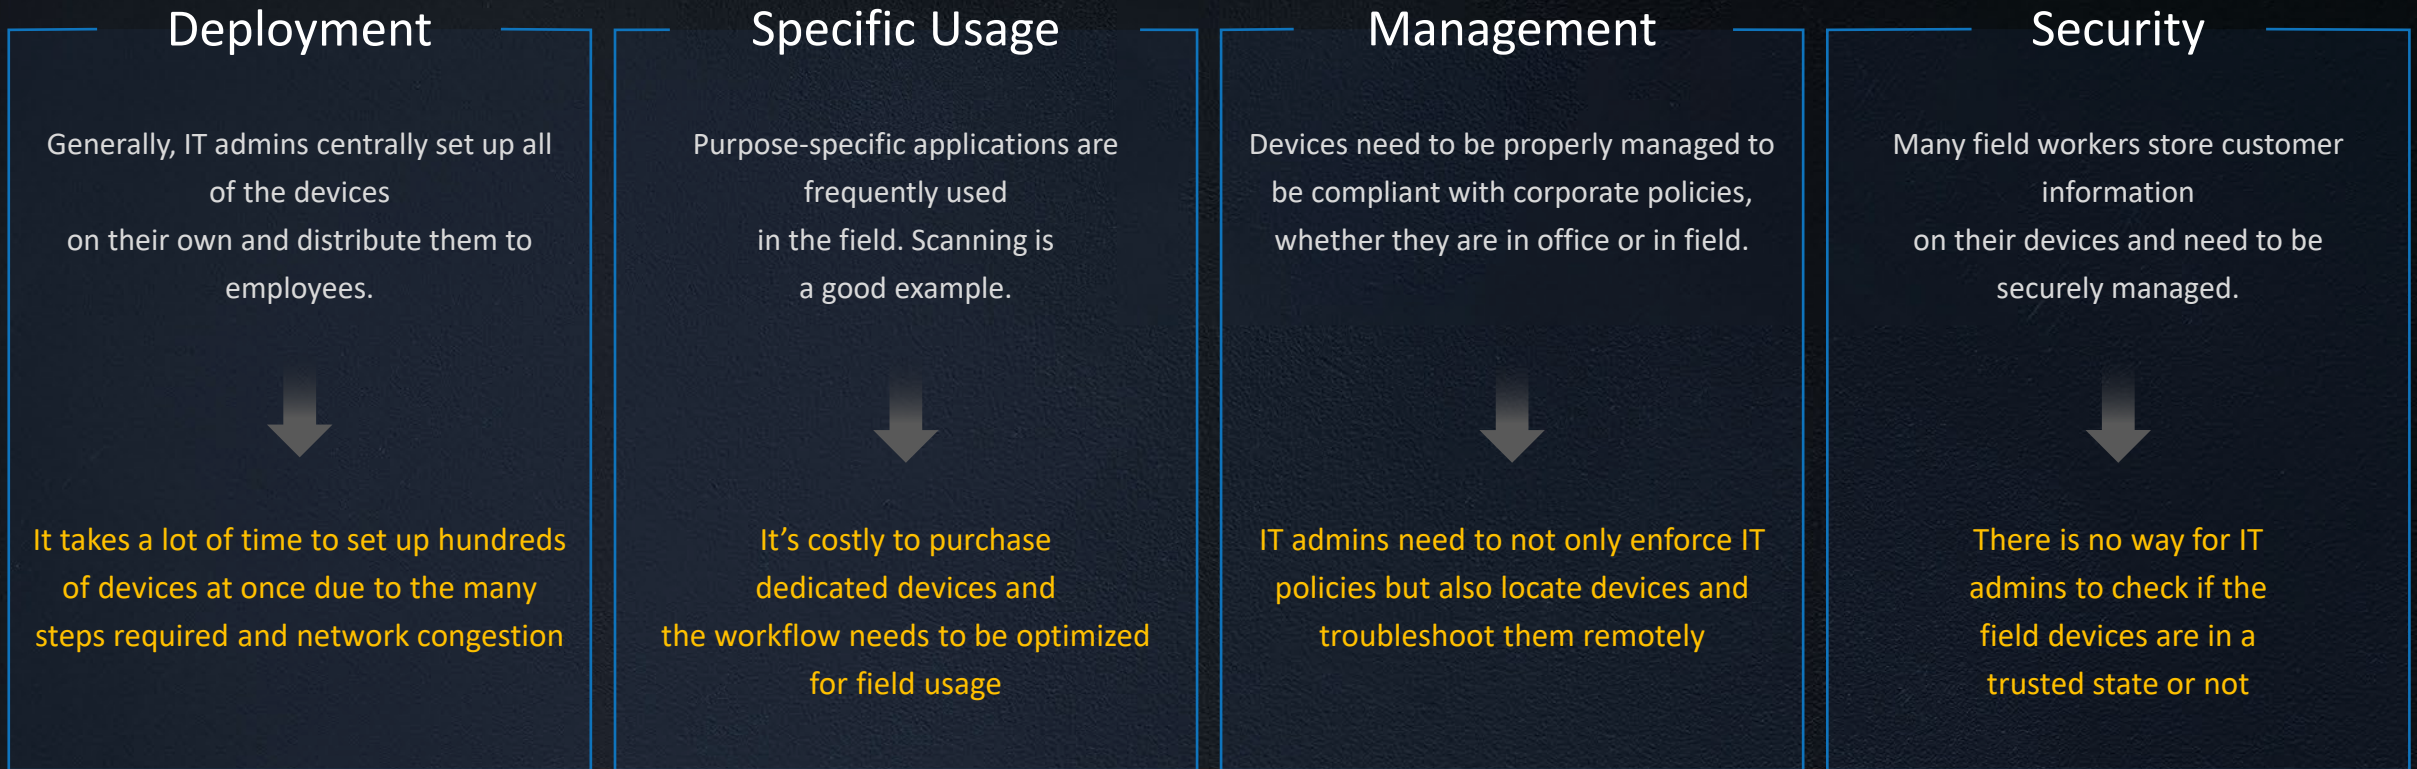 Deployment
Generally, IT admins centrally set up all
of the devices
on their own and distribute them to
employees.
It takes a lot of time to set up hundreds
of devices at once due to the many
steps required and network congestion
Specific Usage
Purpose-specific applications are
frequently used
in the field. Scanning is
a good example.
It’s costly to purchase
dedicated devices and
the workflow needs to be optimized
for field usage
Management
Devices need to be properly managed to
be compliant with corporate policies,
whether they are in office or in field.
IT admins need to not only enforce IT
policies but also locate devices and
troubleshoot them remotely
Security
Many field workers store customer
information
on their devices and need to be
securely managed.
There is no way for IT
admins to check if the
field devices are in a
trusted state or not